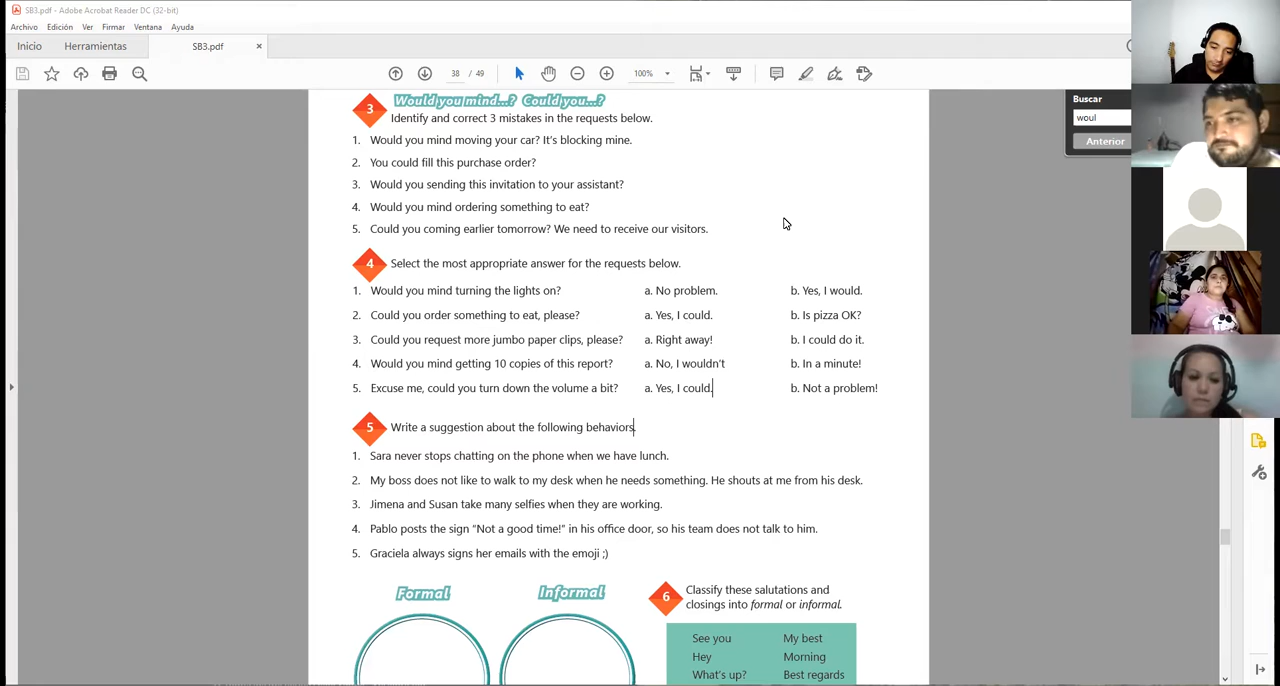 SB3.pdf - Adobe Acrobat Reader DC (32-bit)
Archivo Edición Ver Firmar Ventana Ayuda
Inicio Herramientas SB3.pdf ×
38 / 49 100%
Buscar
woul
Anterior
3 Would you mind...? Could you...?
Identify and correct 3 mistakes in the requests below.
1. Would you mind moving your car? It's blocking mine.
2. You could fill this purchase order?
3. Would you sending this invitation to your assistant?
4. Would you mind ordering something to eat?
5. Could you coming earlier tomorrow? We need to receive our visitors.
4 Select the most appropriate answer for the requests below.
1. Would you mind turning the lights on? a. No problem. b. Yes, I would.
2. Could you order something to eat, please? a. Yes, I could. b. Is pizza OK?
3. Could you request more jumbo paper clips, please? a. Right away! b. I could do it.
4. Would you mind getting 10 copies of this report? a. No, I wouldn't b. In a minute!
5. Excuse me, could you turn down the volume a bit? a. Yes, I could. b. Not a problem!
5 Write a suggestion about the following behaviors.
1. Sara never stops chatting on the phone when we have lunch.
2. My boss does not like to walk to my desk when he needs something. He shouts at me from his desk.
3. Jimena and Susan take many selfies when they are working.
4. Pablo posts the sign "Not a good time!" in his office door, so his team does not talk to him.
5. Graciela always signs her emails with the emoji ;)
Formal Informal
6 Classify these salutations and
closings into formal or informal.
See you My best
Hey Morning
What's up? Best regards